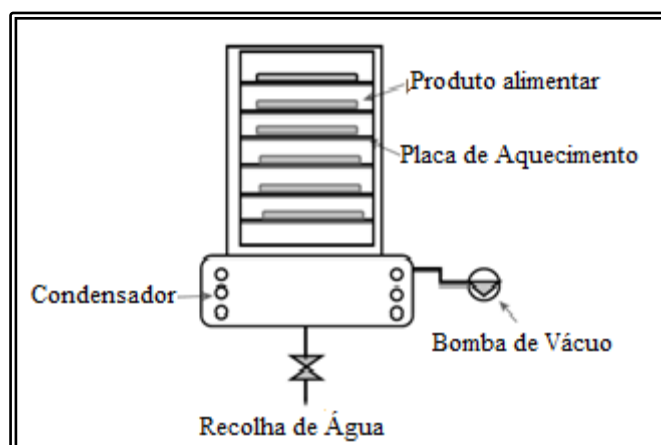 Produto alimentar
Placa de Aquecimento
Condensador
Bomba de Vácuo
Recolha de Água